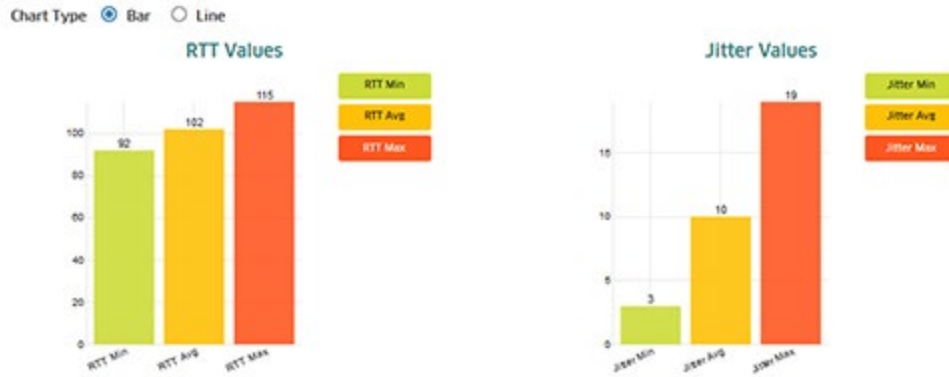 Chart Type Bar Line
RTT Values
RTT Min
RTT Avg
RTT Max
115
102
92
100
80
60
40
20
0
RTT Min
RTT Avg
RTT Max
Jitter Values
Jitter Min
Jitter Avg
Jitter Max
19
15
10
10
5
3
0
Jitter Min
Jitter Avg
Jitter Max